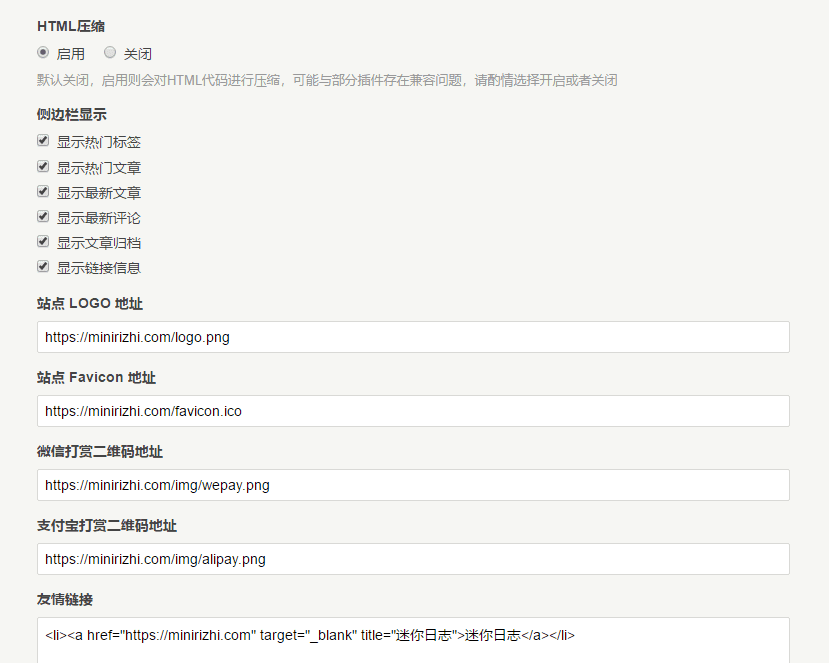 HTML压缩
启用 关闭
默认关闭，启用则会对HTML代码进行压缩，可能与部分插件存在兼容问题，请酌情选择开启或者关闭
侧边栏显示
显示热门标签
显示热门文章
显示最新文章
显示最新评论
显示文章归档
显示链接信息
站点 LOGO 地址
https://minirizhi.com/logo.png
站点 Favicon 地址
https://minirizhi.com/favicon.ico
微信打赏二维码地址
https://minirizhi.com/img/wepay.png
支付宝打赏二维码地址
https://minirizhi.com/img/alipay.png
友情链接
<li><a href="https://minirizhi.com" target="_blank" title="迷你日志">迷你日志</a></li>